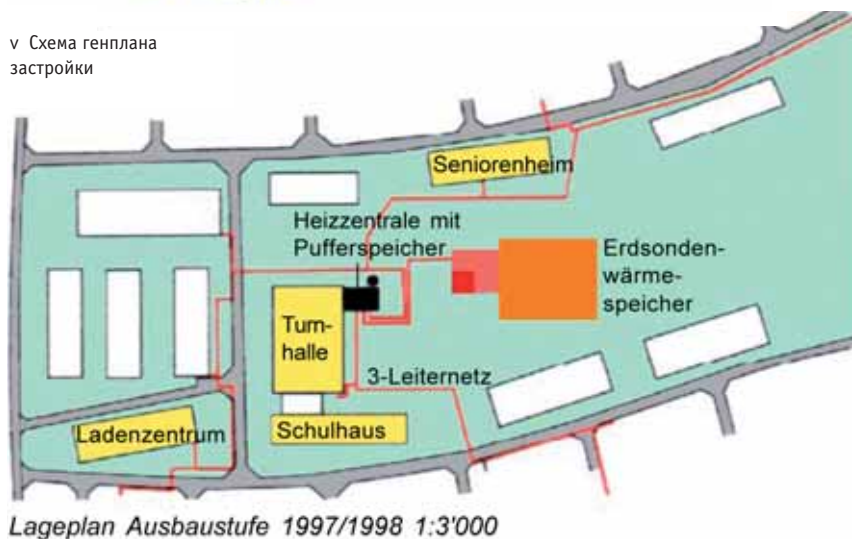 v Схема генплана
застройки
Seniorenheim
Heizzentrale mit
Pufferspeicher
Erdsonden-
wärme-
speicher
Turn-
halle
3-Leiternetz
Ladenzentrum
Schulhaus
Lageplan Ausbaustufe 1997/1998 1:3'000